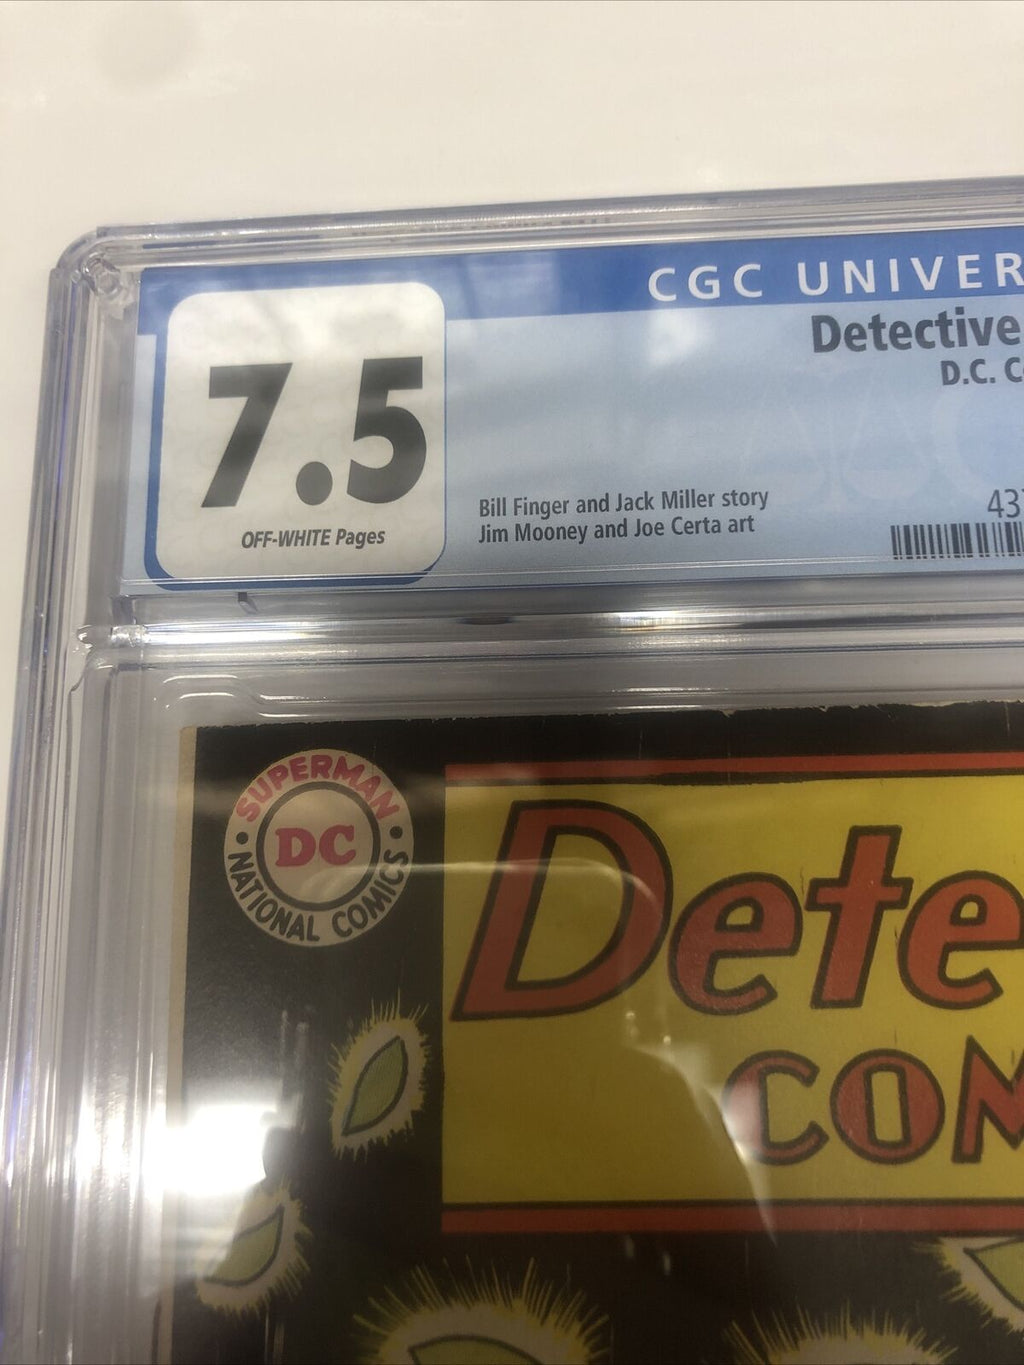 CGC UNIVER
Detective
D.C. C
7.5
OFF-WHITE Pages
Bill Finger and Jack Miller story
Jim Mooney and Joe Certa art
43
SUPERMAN
DC
NATIONAL COMICS
Dete
COM